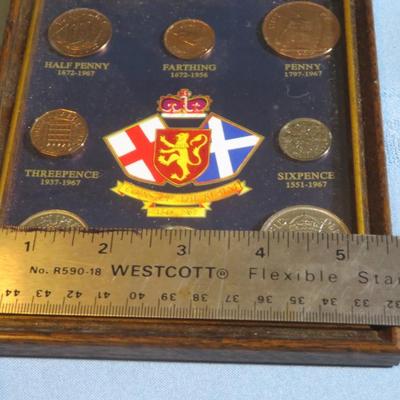 HALF PENNY
1672-1967
FARTHING
1672-1956
PENNY
1797-1967
THREEPENCE
1937-1967
SIXPENCE
1551-1967
1 2 3 4 5
No. R590-18 WESTCOTT® Flexible Stai
44 43 42 41 40 39 38 37 36 35 34 33 32